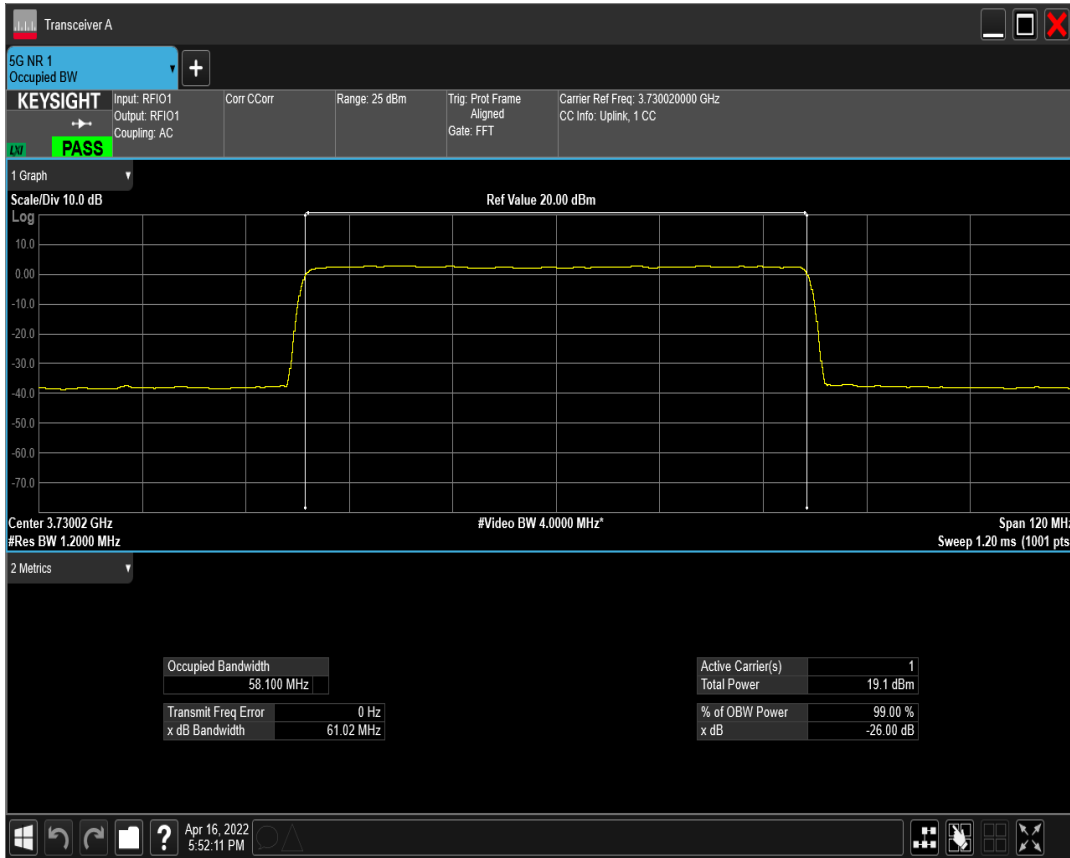 Transceiver A
5G NR 1
Occupied BW
+
KEYSIGHT
LXI
PASS
Input: RFIO1
Output: RFIO1
Coupling: AC
Corr CCorr
Range: 25 dBm
Trig: Prot Frame
Aligned
Gate: FFT
Carrier Ref Freq: 3.730020000 GHz
CC Info: Uplink, 1 CC
1 Graph
Scale/Div 10.0 dB
Ref Value 20.00 dBm
Log
10.0
0.00
-10.0
-20.0
-30.0
-40.0
-50.0
-60.0
-70.0
Center 3.73002 GHz
#Video BW 4.0000 MHz*
Span 120 MHz
#Res BW 1.2000 MHz
Sweep 1.20 ms (1001 pts
2 Metrics
Occupied Bandwidth
58.100 MHz
Transmit Freq Error 0 Hz
x dB Bandwidth 61.02 MHz
Active Carrier(s) 1
Total Power 19.1 dBm
% of OBW Power 99.00 %
x dB -26.00 dB
?
Apr 16, 2022
5:52:11 PM